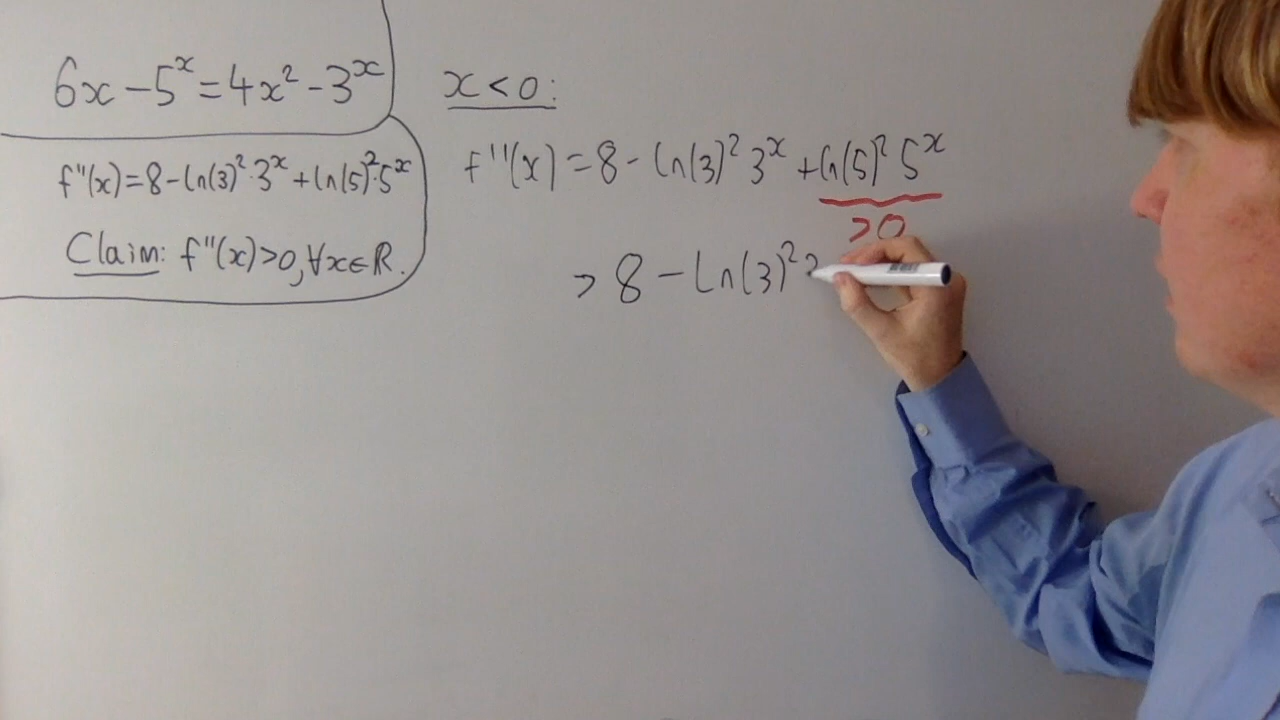 6x - 5^x = 4x² - 3^x
f''(x) = 8 - ln(3)²·3^x + ln(5)²·5^x
Claim: f''(x) > 0, ∀x∈ℝ.
x < 0:
f''(x) = 8 - ln(3)² 3^x + ln(5)² 5^x
> 0
> 8 - ln(3)²